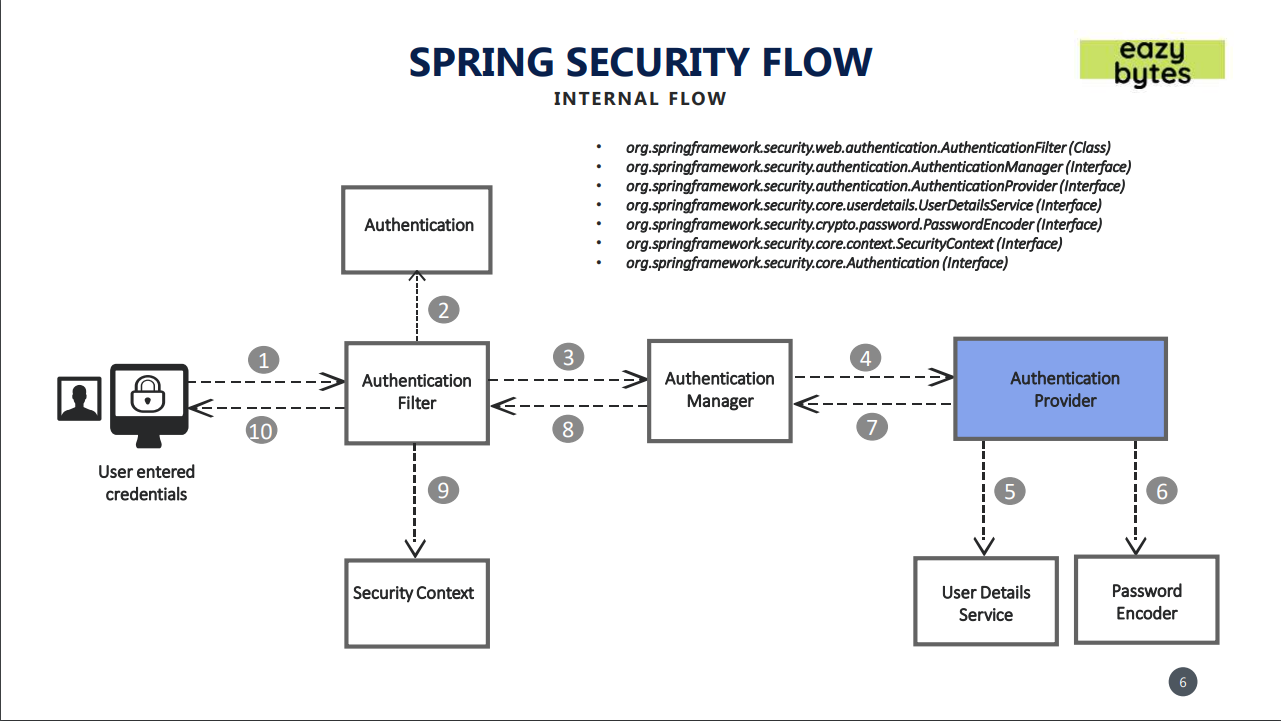 SPRING SECURITY FLOW
INTERNAL FLOW
eazy
bytes
• org.springframework.security.web.authentication.AuthenticationFilter (Class)
• org.springframework.security.authentication.AuthenticationManager (Interface)
• org.springframework.security.authentication.AuthenticationProvider (Interface)
• org.springframework.security.core.userdetails.UserDetailsService (Interface)
• org.springframework.security.crypto.password.PasswordEncoder (Interface)
• org.springframework.security.core.context.SecurityContext (Interface)
• org.springframework.security.core.Authentication (Interface)
Authentication
2
1
3
4
Authentication
Filter
Authentication
Manager
Authentication
Provider
10
8
7
User entered
credentials
9
5
6
Security Context
User Details
Service
Password
Encoder
6